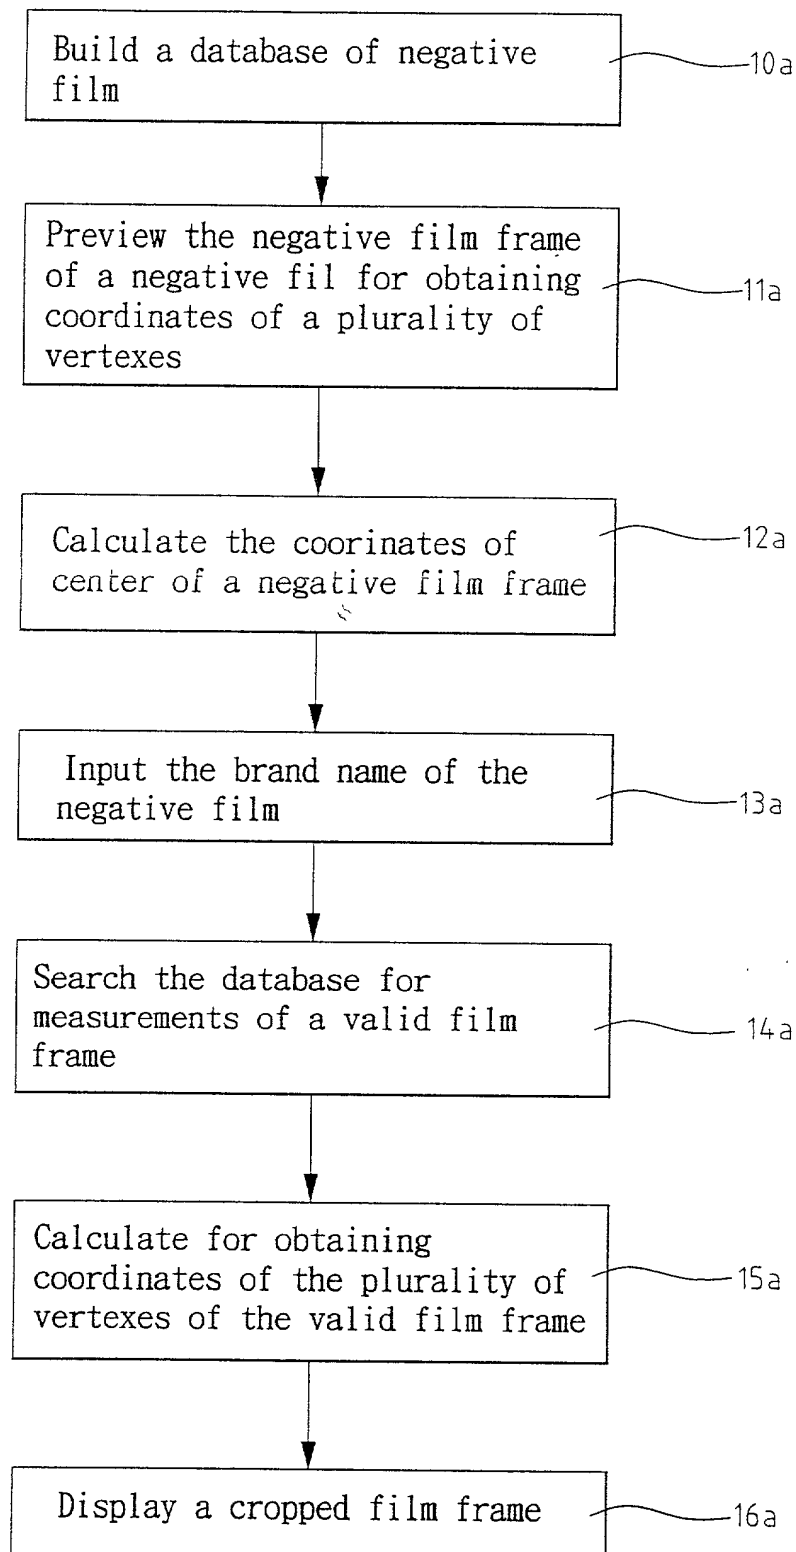 Build a database of negative
film
10a
Preview the negative film frame
of a negative fil for obtaining
coordinates of a plurality of
vertexes
11a
Calculate the coorinates of
center of a negative film frame
12a
Input the brand name of the
negative film
13a
Search the database for
measurements of a valid film
frame
14a
Calculate for obtaining
coordinates of the plurality of
vertexes of the valid film frame
15a
Display a cropped film frame
16a